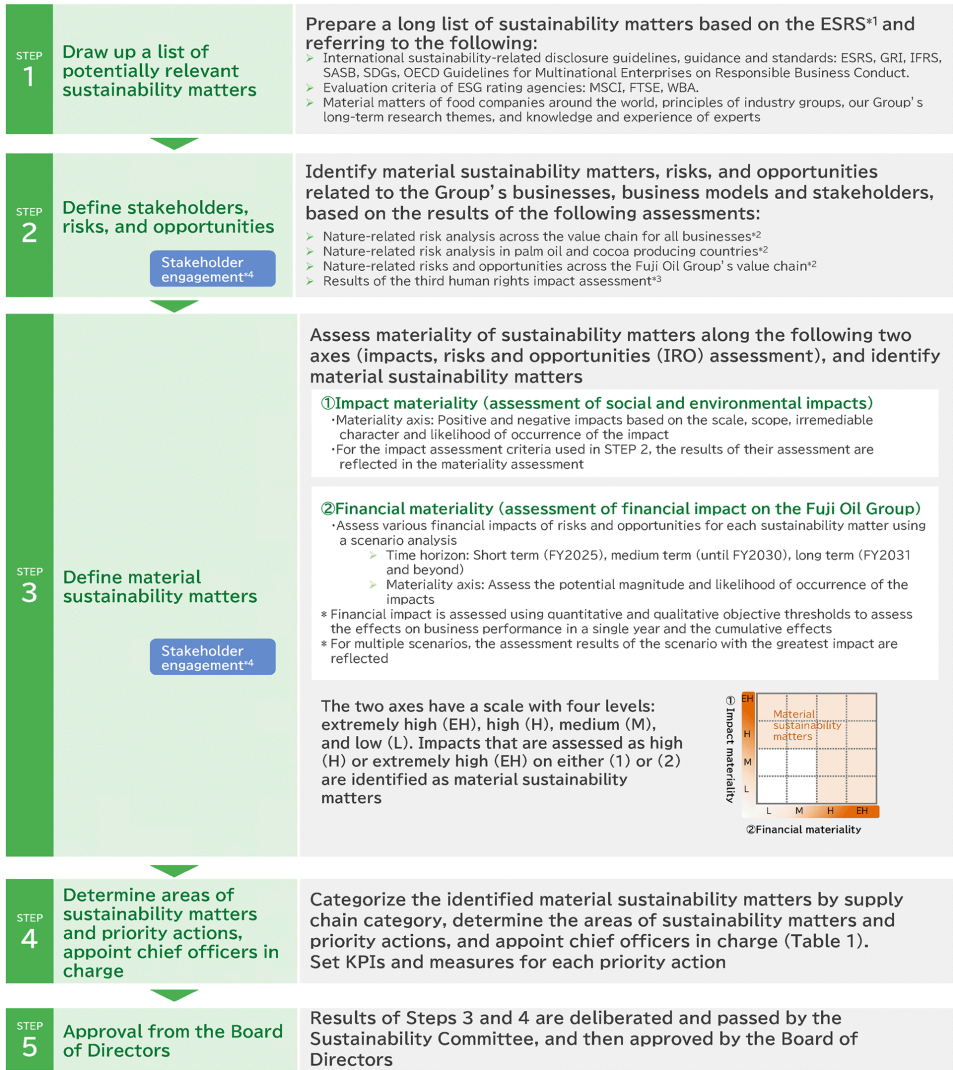 STEP
1
Draw up a list of
potentially relevant
sustainability matters
Prepare a long list of sustainability matters based on the ESRS*1 and
referring to the following:
➢ International sustainability-related disclosure guidelines, guidance and standards: ESRS, GRI, IFRS,
SASB, SDGs, OECD Guidelines for Multinational Enterprises on Responsible Business Conduct.
➢ Evaluation criteria of ESG rating agencies: MSCI, FTSE, WBA.
➢ Material matters of food companies around the world, principles of industry groups, our Group's
long-term research themes, and knowledge and experience of experts
STEP
2
Define stakeholders,
risks, and opportunities
Stakeholder
engagement*4
Identify material sustainability matters, risks, and opportunities
related to the Group's businesses, business models and stakeholders,
based on the results of the following assessments:
➢ Nature-related risk analysis across the value chain for all businesses*2
➢ Nature-related risk analysis in palm oil and cocoa producing countries*2
➢ Nature-related risks and opportunities across the Fuji Oil Group's value chain*2
➢ Results of the third human rights impact assessment*3
STEP
3
Define material
sustainability matters
Stakeholder
engagement*4
Assess materiality of sustainability matters along the following two
axes (impacts, risks and opportunities (IRO) assessment), and identify
material sustainability matters
①Impact materiality (assessment of social and environmental impacts)
・Materiality axis: Positive and negative impacts based on the scale, scope, irremediable
character and likelihood of occurrence of the impact
・For the impact assessment criteria used in STEP 2, the results of their assessment are
reflected in the materiality assessment
②Financial materiality (assessment of financial impact on the Fuji Oil Group)
・Assess various financial impacts of risks and opportunities for each sustainability matter using
a scenario analysis
➢ Time horizon: Short term (FY2025), medium term (until FY2030), long term (FY2031
and beyond)
➢ Materiality axis: Assess the potential magnitude and likelihood of occurrence of the
impacts
* Financial impact is assessed using quantitative and qualitative objective thresholds to assess
the effects on business performance in a single year and the cumulative effects
* For multiple scenarios, the assessment results of the scenario with the greatest impact are
reflected
The two axes have a scale with four levels:
extremely high (EH), high (H), medium (M),
and low (L). Impacts that are assessed as high
(H) or extremely high (EH) on either (1) or (2)
are identified as material sustainability
matters
①Impact materiality
EH
H
M
L
Material
sustainability
matters
L M H EH
②Financial materiality
STEP
4
Determine areas of
sustainability matters
and priority actions,
appoint chief officers in
charge
Categorize the identified material sustainability matters by supply
chain category, determine the areas of sustainability matters and
priority actions, and appoint chief officers in charge (Table 1).
Set KPIs and measures for each priority action
STEP
5
Approval from the Board
of Directors
Results of Steps 3 and 4 are deliberated and passed by the
Sustainability Committee, and then approved by the Board of
Directors